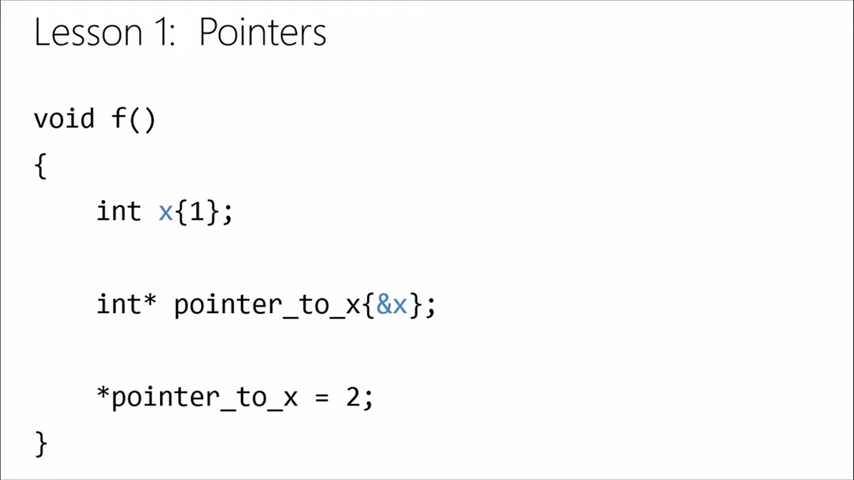 Lesson 1: Pointers
void f()
{
int x{1};
int* pointer_to_x{&x};
*pointer_to_x = 2;
}